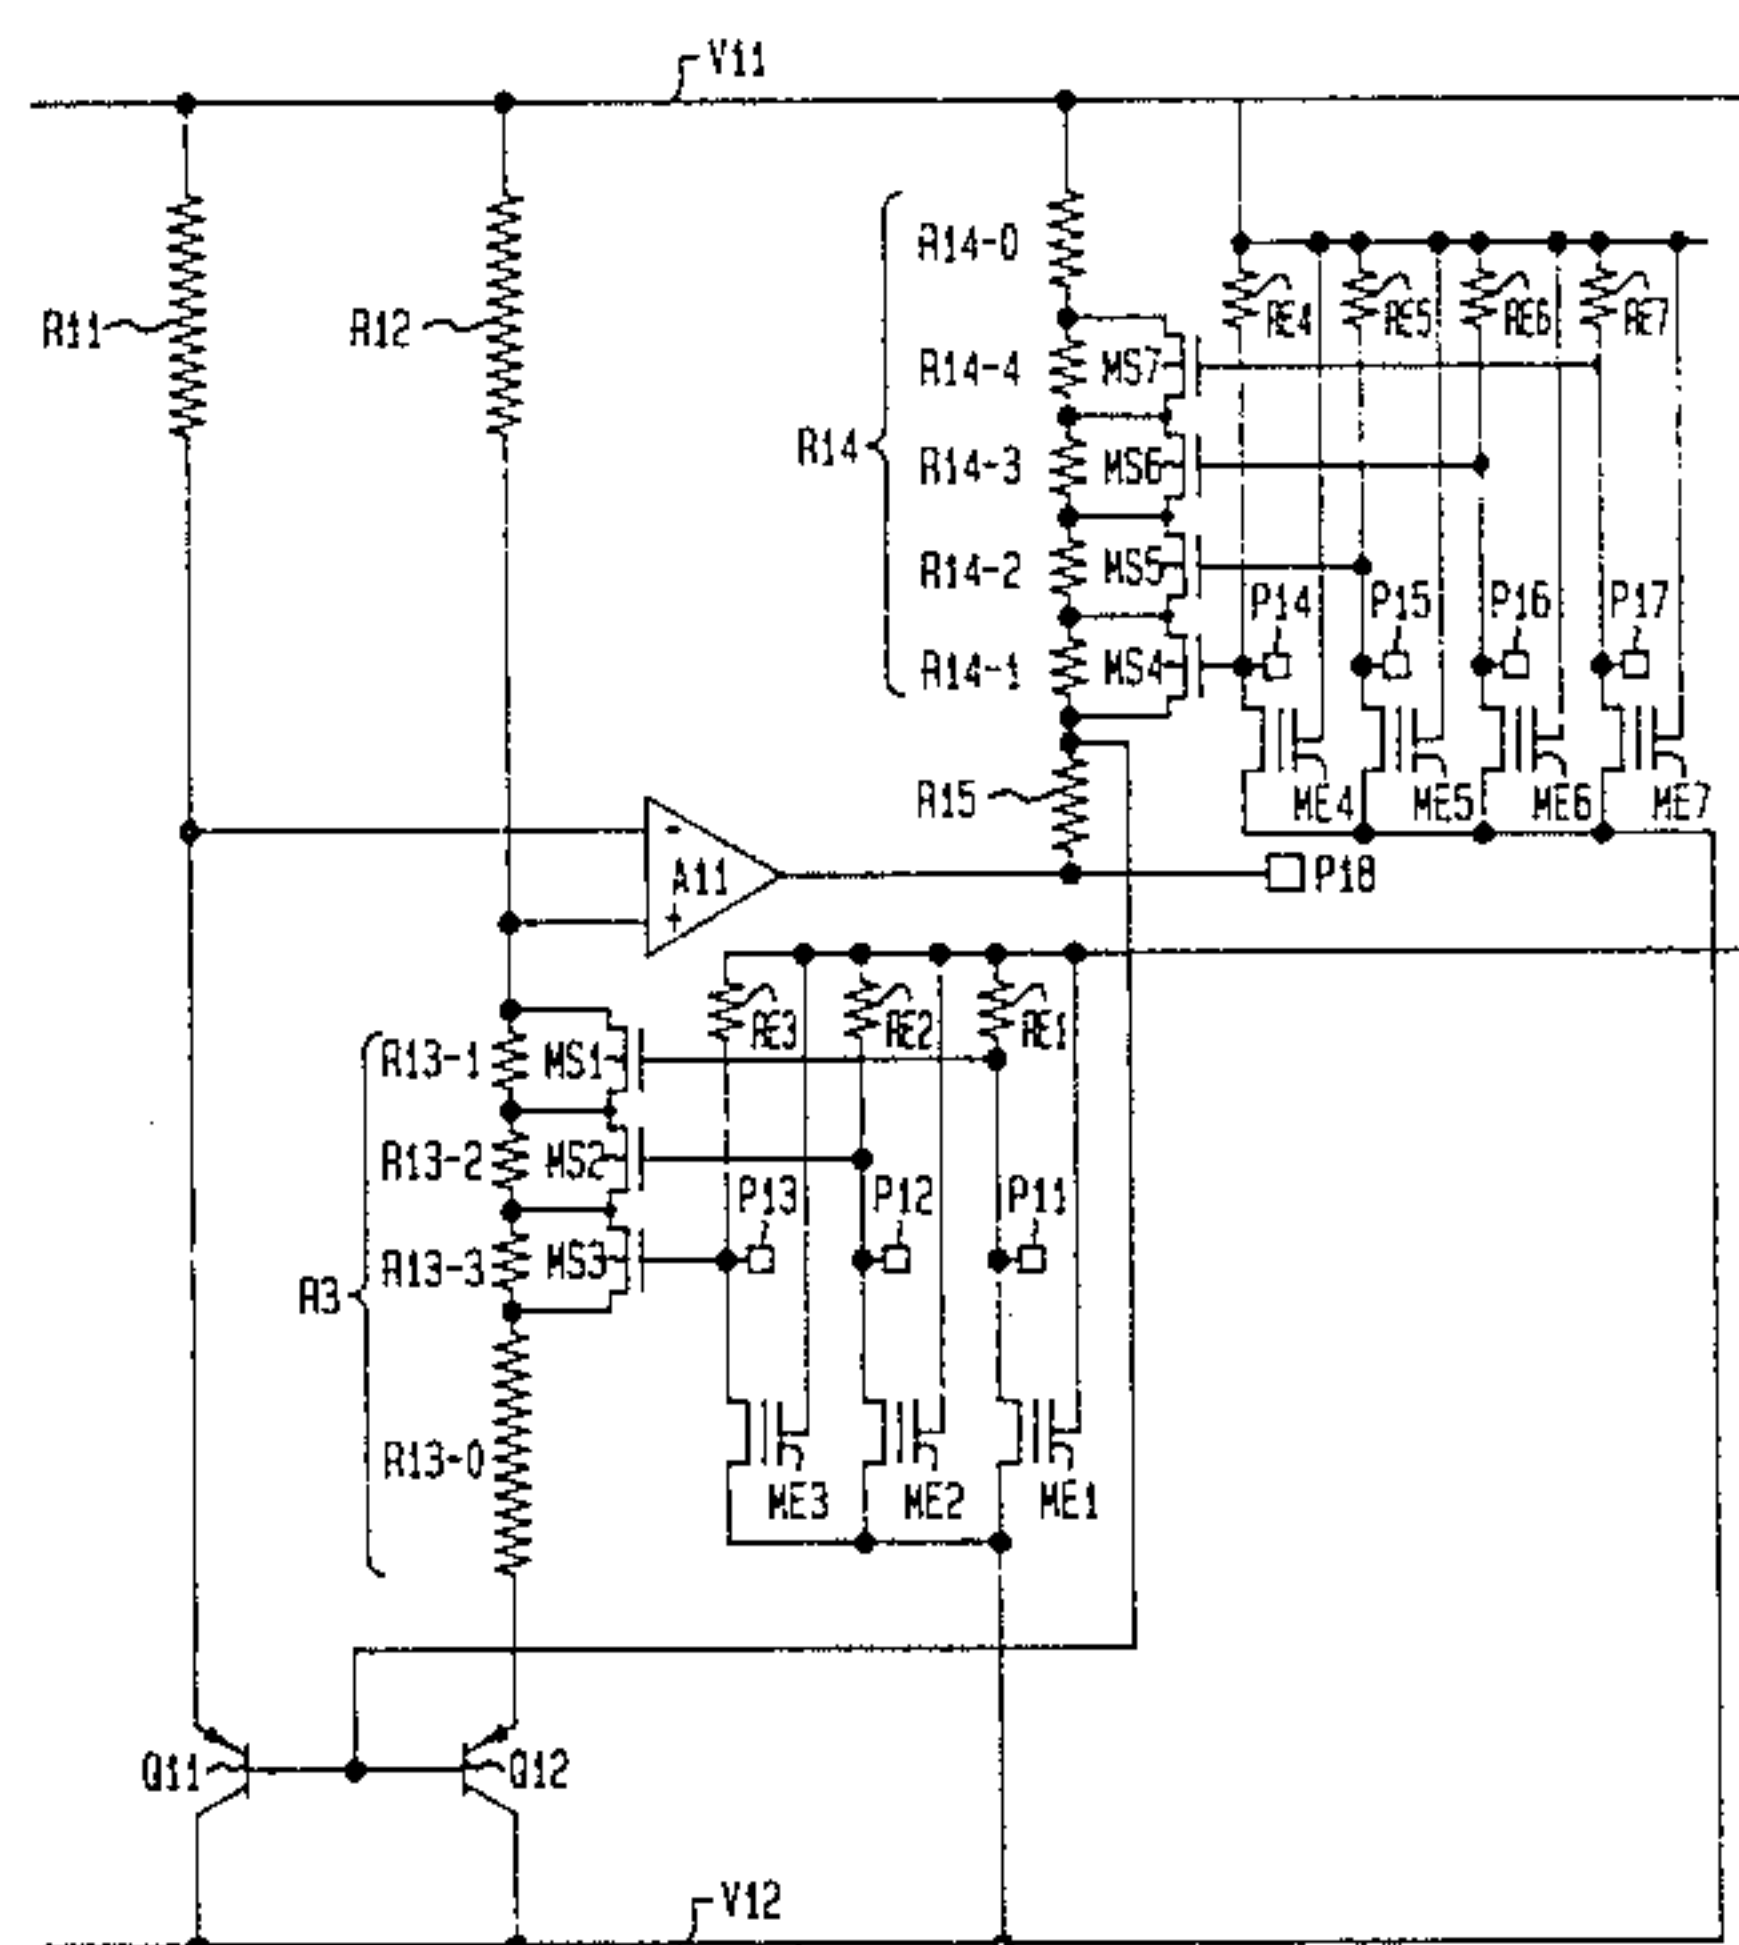 V11
R11
R12
R14
R14-0
R14-4
R14-3
R14-2
R14-1
MS7
MS6
MS5
MS4
RE4
RE5
RE6
RE7
P14
P15
P16
P17
ME4
ME5
ME6
ME7
R15
-
A11
+
P18
R3
R13-1
R13-2
R13-3
R13-0
MS1
MS2
MS3
RE3
RE2
RE1
P13
P12
P11
ME3
ME2
ME1
Q11
Q12
V12